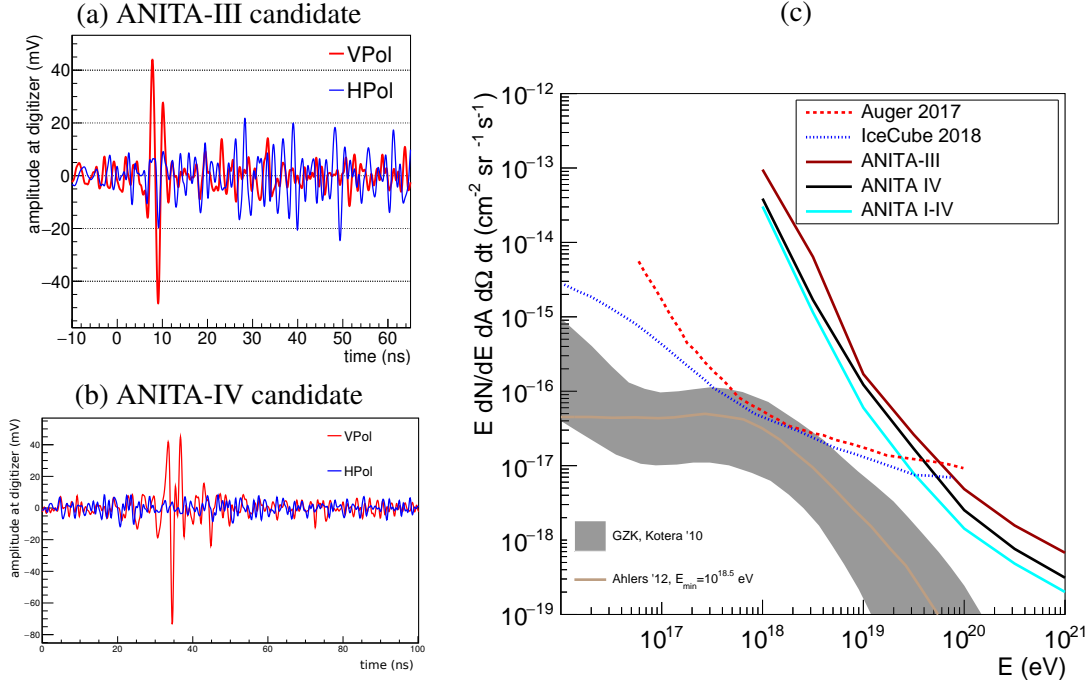 (a) ANITA-III candidate
amplitude at digitizer (mV)
40
20
0
−20
−40
VPol
HPol
−10 0 10 20 30 40 50 60
time (ns)
(b) ANITA-IV candidate
amplitude at digitizer (mV)
40
20
0
−20
−40
−60
−80
VPol
HPol
0 20 40 60 80 100
time (ns)
(c)
E dN/dE dA dΩ dt (cm⁻² sr ⁻¹ s⁻¹)
10⁻¹²
10⁻¹³
10⁻¹⁴
10⁻¹⁵
10⁻¹⁶
10⁻¹⁷
10⁻¹⁸
10⁻¹⁹
Auger 2017
IceCube 2018
ANITA-III
ANITA IV
ANITA I-IV
GZK, Kotera '10
Ahlers '12, E_min=10^18.5 eV
10¹⁷ 10¹⁸ 10¹⁹ 10²⁰ 10²¹
E (eV)